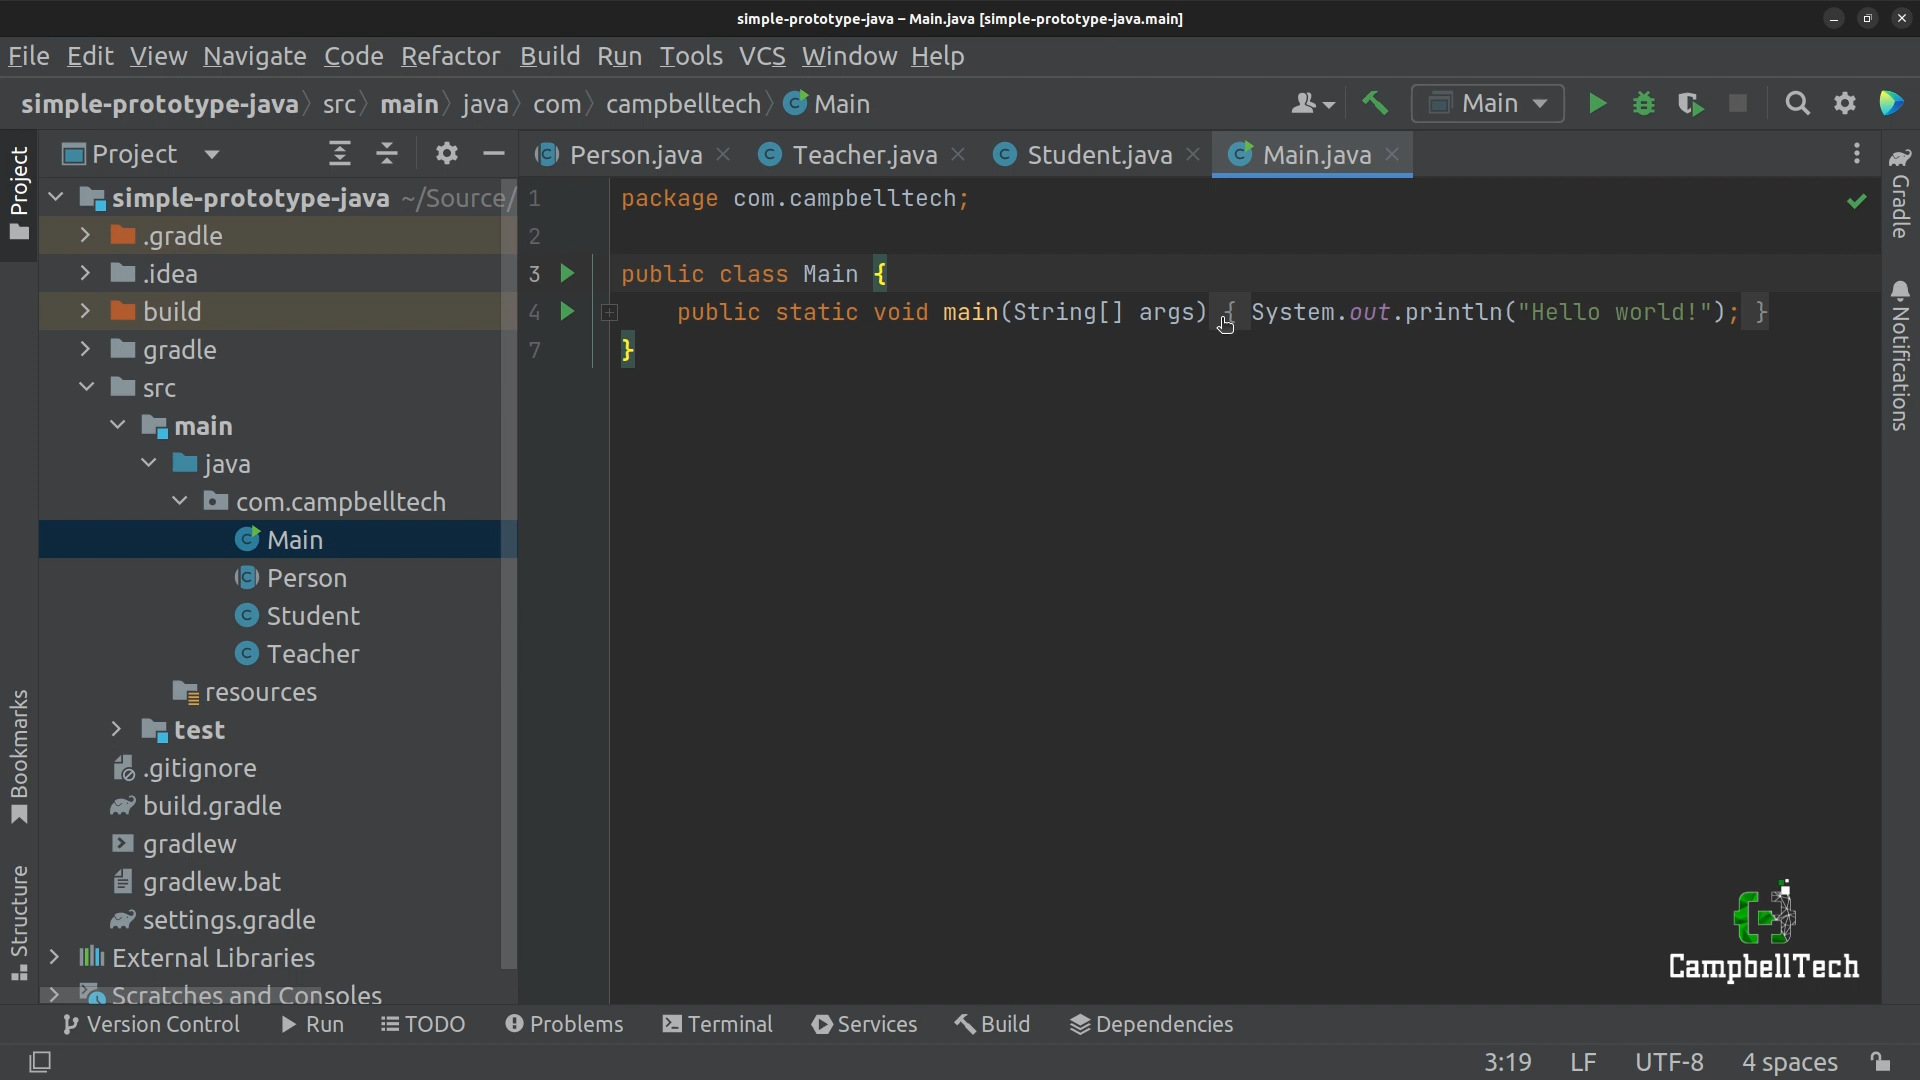 simple-prototype-java – Main.java [simple-prototype-java.main]
File Edit View Navigate Code Refactor Build Run Tools VCS Window Help
simple-prototype-java src main java com campbelltech Main
Main
Project
Person.java Teacher.java Student.java Main.java
Project
simple-prototype-java ~/Source/
.gradle
.idea
build
gradle
src
main
java
com.campbelltech
Main
Person
Student
Teacher
resources
test
.gitignore
build.gradle
gradlew
gradlew.bat
settings.gradle
External Libraries
Scratches and Consoles
Bookmarks
Structure
1 package com.campbelltech;
2
3 public class Main {
4 public static void main(String[] args) { System.out.println("Hello world!"); }
7 }
Gradle
Notifications
CampbellTech
Version Control Run TODO Problems Terminal Services Build Dependencies
3:19 LF UTF-8 4 spaces